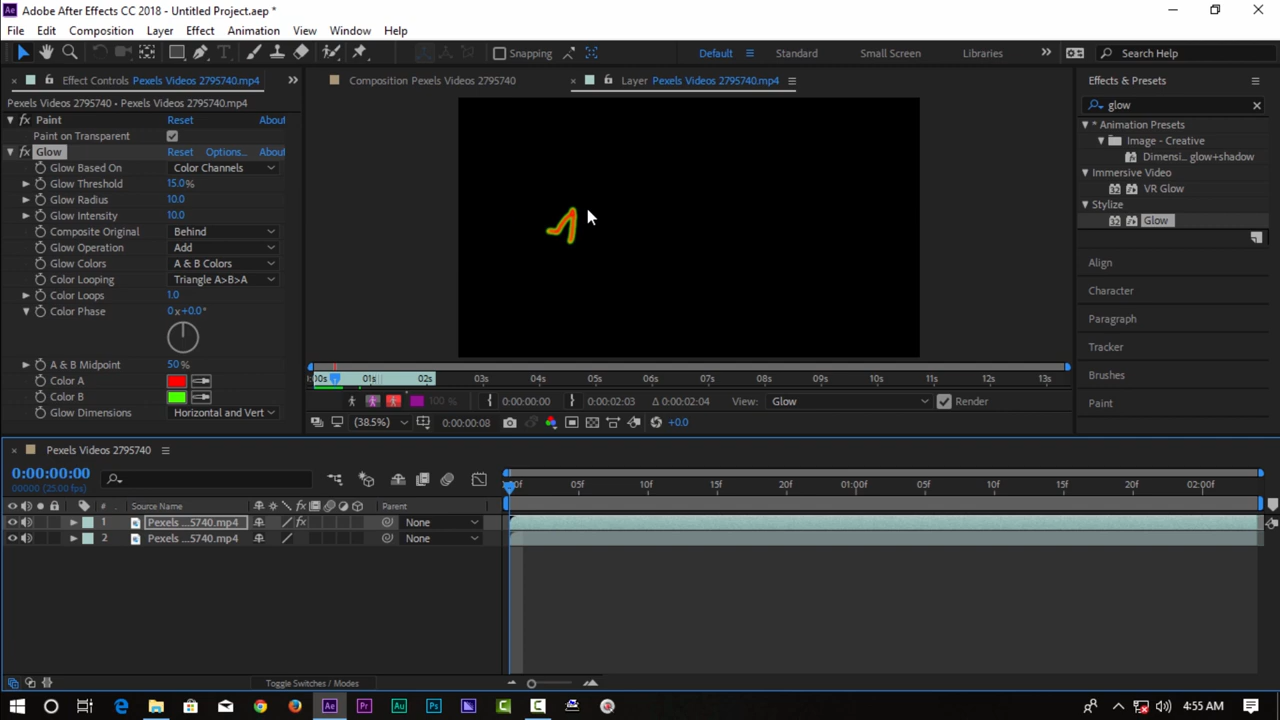 Adobe After Effects CC 2018 - Untitled Project.aep *
File Edit Composition Layer Effect Animation View Window Help
Snapping Default Standard Small Screen Libraries Search Help
Effect Controls Pexels Videos 2795740.mp4 Composition Pexels Videos 2795740 Layer Pexels Videos 2795740.mp4 Effects & Presets
Pexels Videos 2795740 • Pexels Videos 2795740.mp4 glow
fx Paint Reset About
Paint on Transparent
fx Glow Reset Options... About
Glow Based On Color Channels
Glow Threshold 15.0%
Glow Radius 10.0
Glow Intensity 10.0
Composite Original Behind
Glow Operation Add
Glow Colors A & B Colors
Color Looping Triangle A>B>A
Color Loops 1.0
Color Phase 0x+0.0°
A & B Midpoint 50%
Color A
Color B
Glow Dimensions Horizontal and Vert
* Animation Presets
Image - Creative
Dimensi... glow+shadow
Immersive Video
VR Glow
Stylize
Glow
Align
Character
Paragraph
Tracker
Brushes
Paint
:00s 01s 02s 03s 04s 05s 06s 07s 08s 09s 10s 11s 12s 13s
100 % 0:00:00:00 0:00:02:03 Δ 0:00:02:04 View: Glow Render
(38.5%) 0:00:00:08 +0.0
Pexels Videos 2795740
0:00:00:00
00000 (25.00 fps)
:00f 05f 10f 15f 20f 01:00f 05f 10f 15f 20f 02:00f
# Source Name fx Parent
1 Pexels ...5740.mp4 fx None
2 Pexels ...5740.mp4 None
Toggle Switches / Modes
Ae Pr Au Ps C C 4:55 AM